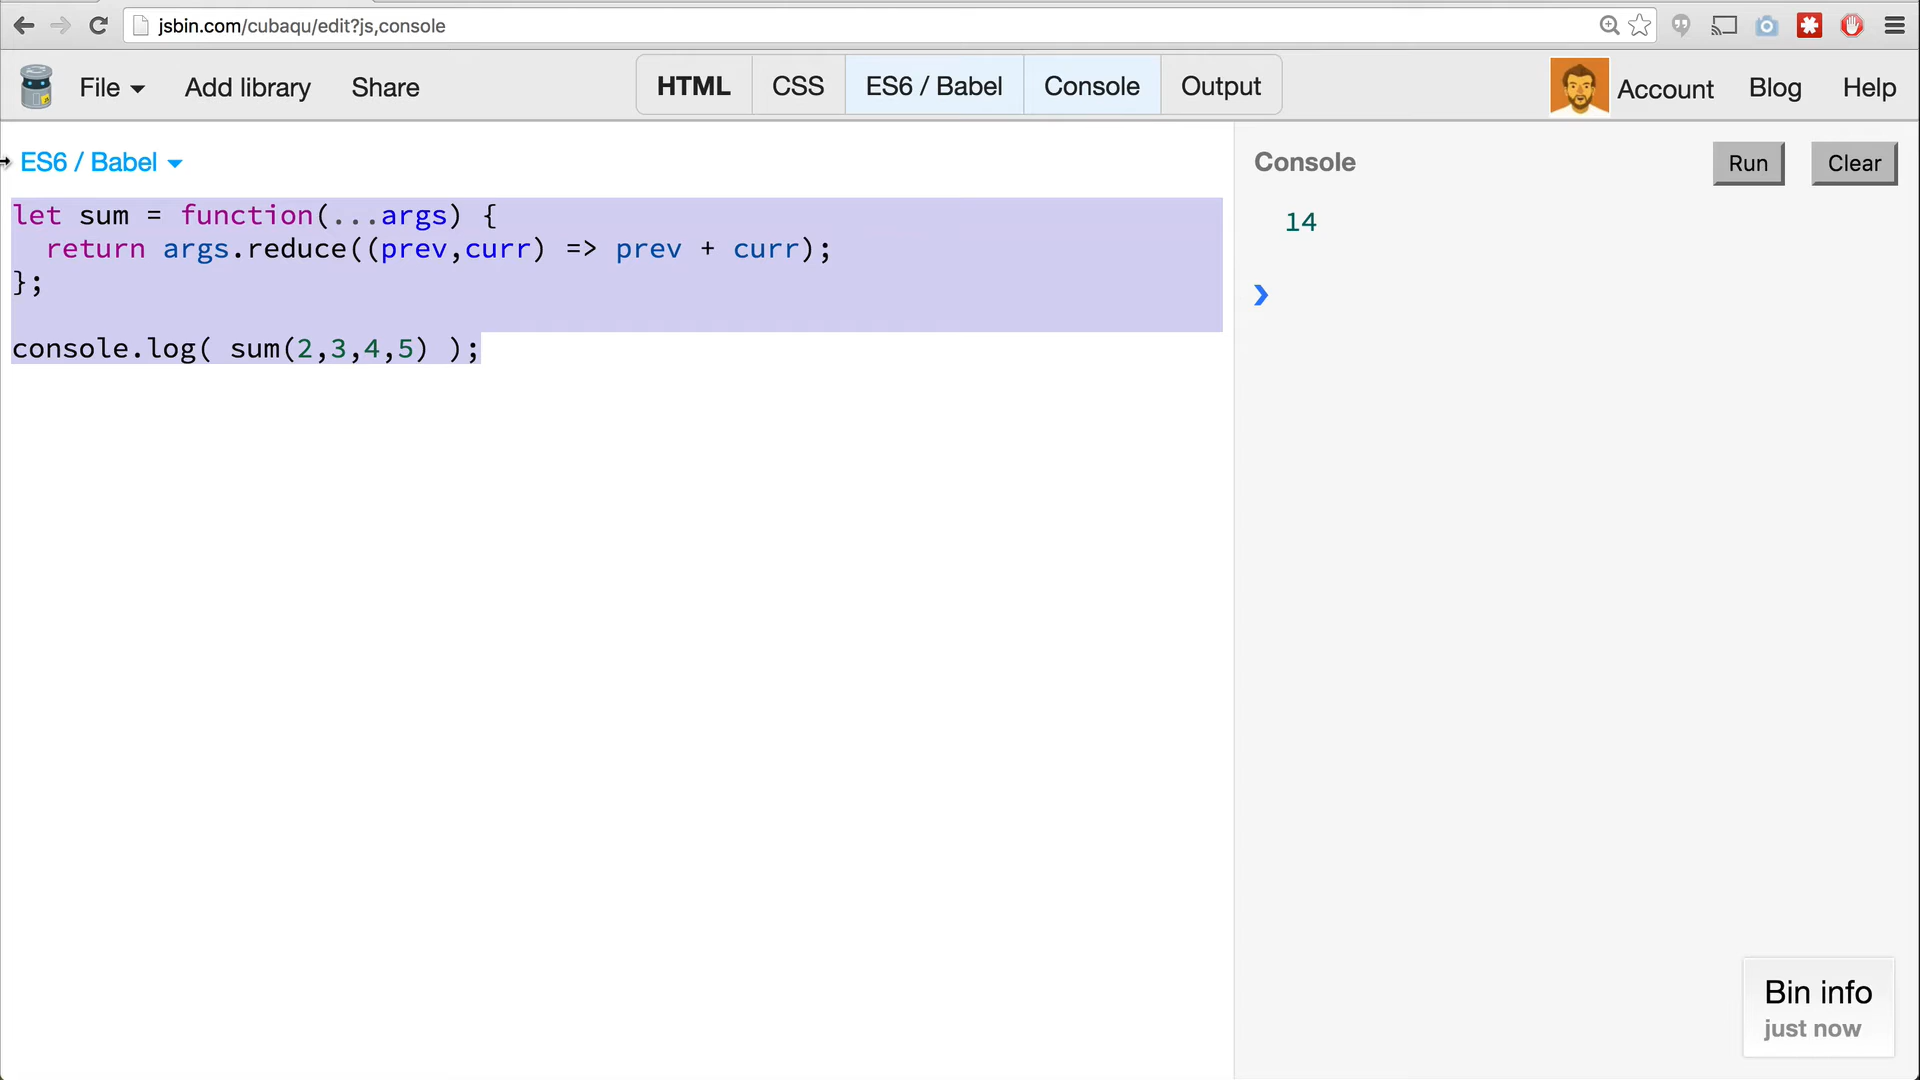 jsbin.com/cubaqu/edit?js,console
File Add library Share HTML CSS ES6 / Babel Console Output Account Blog Help
ES6 / Babel
let sum = function(...args) {
  return args.reduce((prev,curr) => prev + curr);
};
console.log( sum(2,3,4,5) );
Console Run Clear
14
Bin info
just now